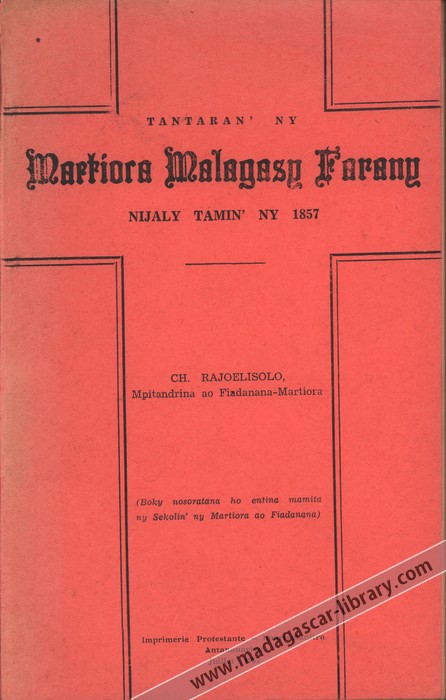 TANTARAN' NY
Martiora Malagasy Farany
NIJALY TAMIN' NY 1857
CH. RAJOELISOLO,
Mpitandrina ao Fiadanana-Martiora
(Boky nosoratana ho entina mamita
ny Sekolin' ny Martiora ao Fiadanana)
Imprimerie Protestante
www.madagascar-library.com